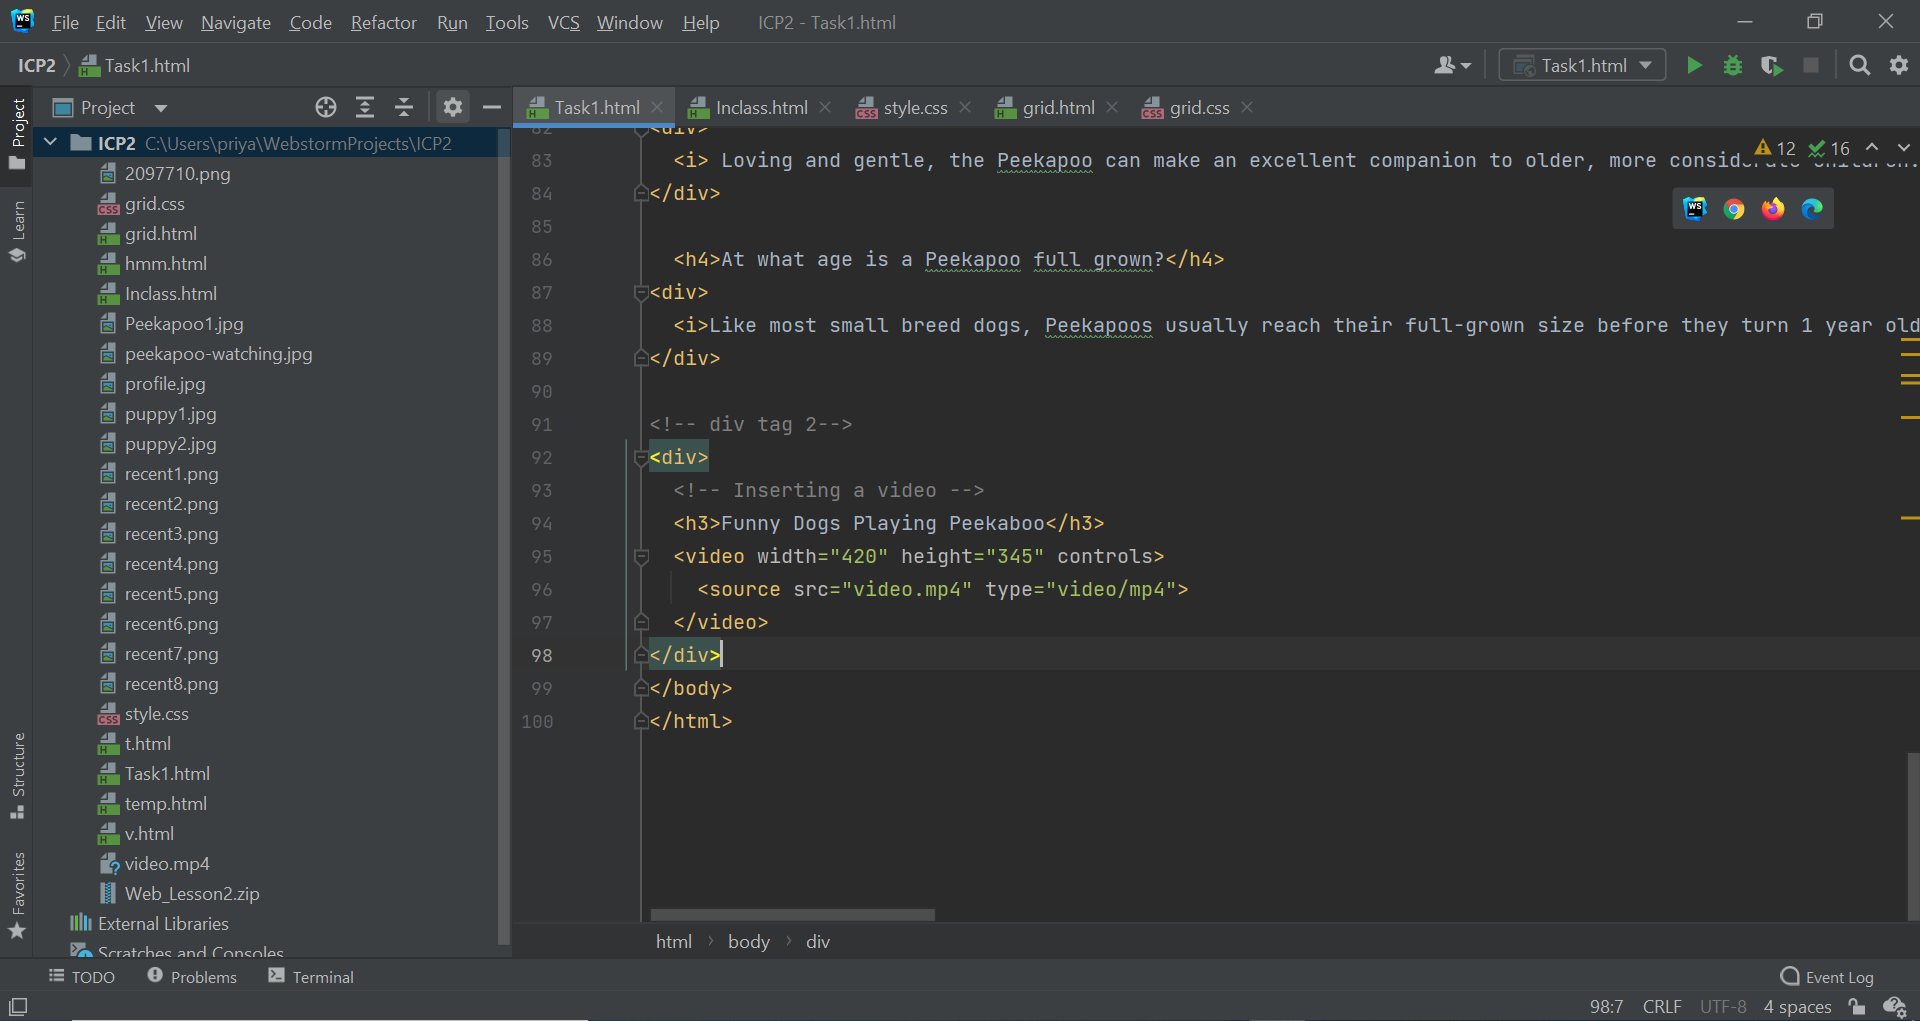 WS File Edit View Navigate Code Refactor Run Tools VCS Window Help ICP2 - Task1.html
ICP2 Task1.html Task1.html
Project
Learn
Structure
Favorites
Project
ICP2 C:\Users\priya\WebstormProjects\ICP2
2097710.png
grid.css
grid.html
hmm.html
Inclass.html
Peekapoo1.jpg
peekapoo-watching.jpg
profile.jpg
puppy1.jpg
puppy2.jpg
recent1.png
recent2.png
recent3.png
recent4.png
recent5.png
recent6.png
recent7.png
recent8.png
style.css
t.html
Task1.html
temp.html
v.html
video.mp4
Web_Lesson2.zip
External Libraries
Scratches and Consoles
Task1.html Inclass.html style.css grid.html grid.css
12 16
82 <div>
83 <i> Loving and gentle, the Peekapoo can make an excellent companion to older, more considerate children.
84 </div>
85
86 <h4>At what age is a Peekapoo full grown?</h4>
87 <div>
88 <i>Like most small breed dogs, Peekapoos usually reach their full-grown size before they turn 1 year old
89 </div>
90
91 <!-- div tag 2-->
92 <div>
93 <!-- Inserting a video -->
94 <h3>Funny Dogs Playing Peekaboo</h3>
95 <video width="420" height="345" controls>
96 <source src="video.mp4" type="video/mp4">
97 </video>
98 </div>
99 </body>
100 </html>
html body div
TODO Problems Terminal Event Log
98:7 CRLF UTF-8 4 spaces